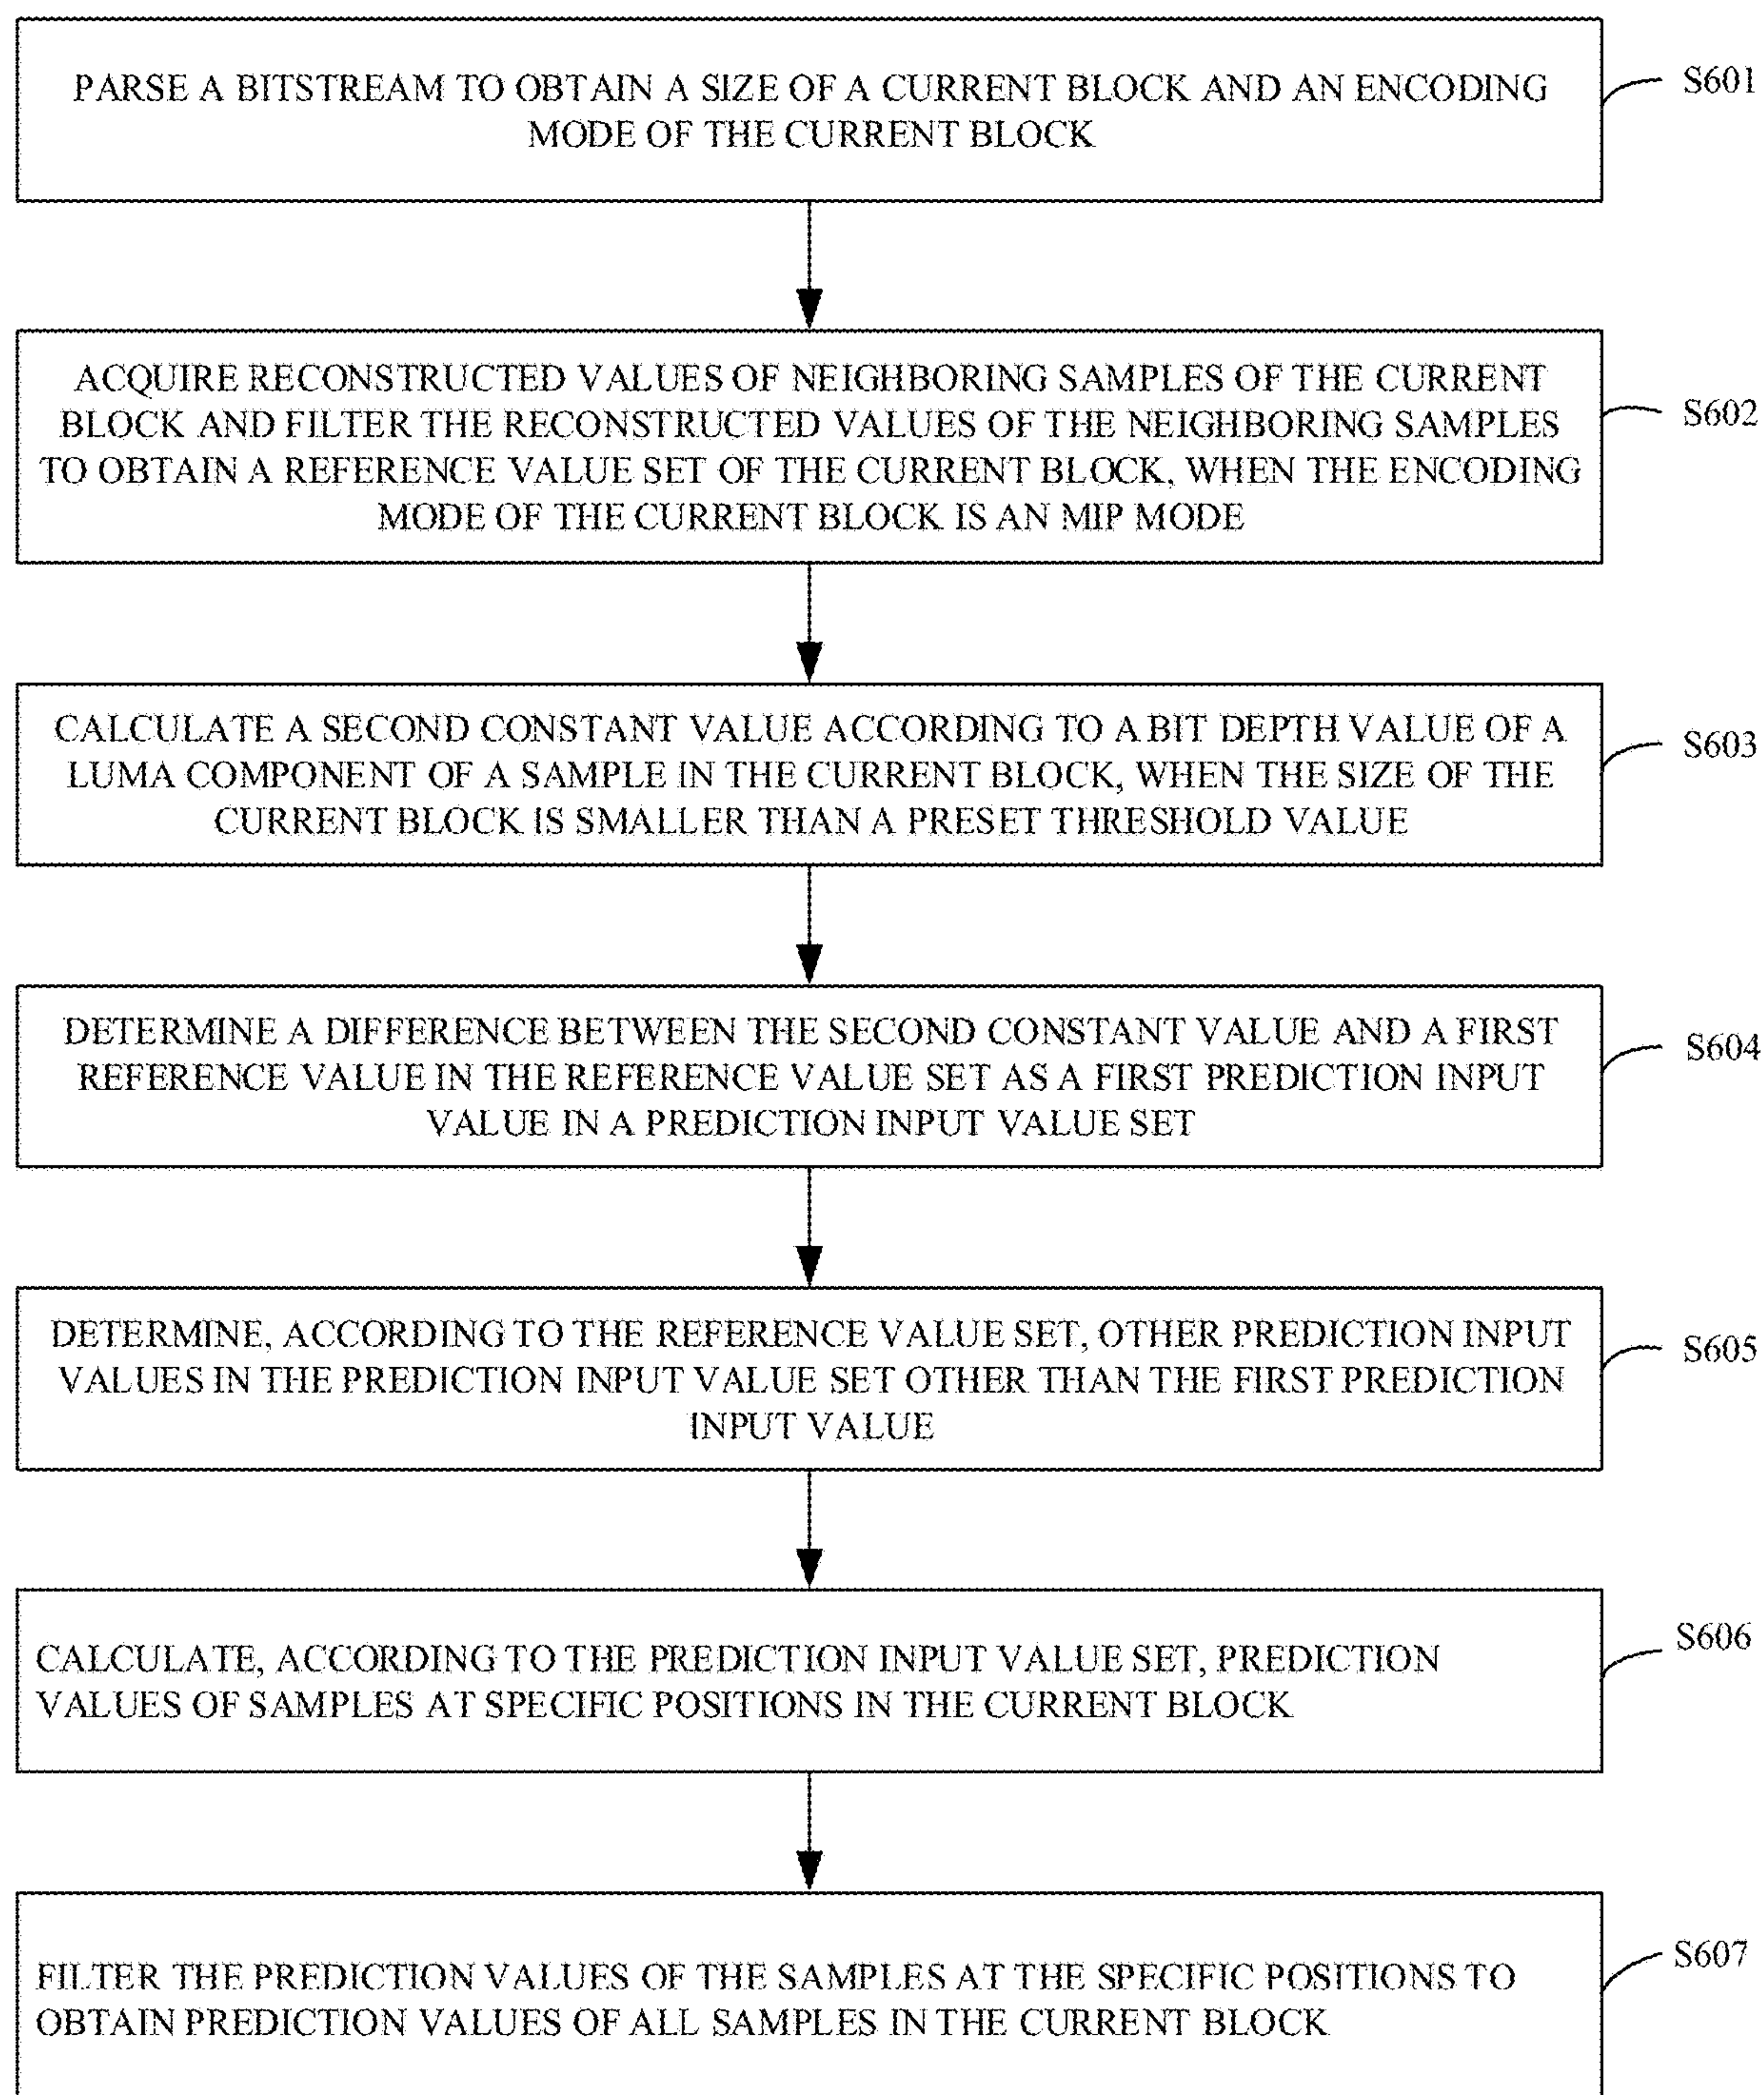 PARSE A BITSTREAM TO OBTAIN A SIZE OF A CURRENT BLOCK AND AN ENCODING
MODE OF THE CURRENT BLOCK
S601
ACQUIRE RECONSTRUCTED VALUES OF NEIGHBORING SAMPLES OF THE CURRENT
BLOCK AND FILTER THE RECONSTRUCTED VALUES OF THE NEIGHBORING SAMPLES
TO OBTAIN A REFERENCE VALUE SET OF THE CURRENT BLOCK, WHEN THE ENCODING
MODE OF THE CURRENT BLOCK IS AN MIP MODE
S602
CALCULATE A SECOND CONSTANT VALUE ACCORDING TO A BIT DEPTH VALUE OF A
LUMA COMPONENT OF A SAMPLE IN THE CURRENT BLOCK, WHEN THE SIZE OF THE
CURRENT BLOCK IS SMALLER THAN A PRESET THRESHOLD VALUE
S603
DETERMINE A DIFFERENCE BETWEEN THE SECOND CONSTANT VALUE AND A FIRST
REFERENCE VALUE IN THE REFERENCE VALUE SET AS A FIRST PREDICTION INPUT
VALUE IN A PREDICTION INPUT VALUE SET
S604
DETERMINE, ACCORDING TO THE REFERENCE VALUE SET, OTHER PREDICTION INPUT
VALUES IN THE PREDICTION INPUT VALUE SET OTHER THAN THE FIRST PREDICTION
INPUT VALUE
S605
CALCULATE, ACCORDING TO THE PREDICTION INPUT VALUE SET, PREDICTION
VALUES OF SAMPLES AT SPECIFIC POSITIONS IN THE CURRENT BLOCK
S606
FILTER THE PREDICTION VALUES OF THE SAMPLES AT THE SPECIFIC POSITIONS TO
OBTAIN PREDICTION VALUES OF ALL SAMPLES IN THE CURRENT BLOCK
S607